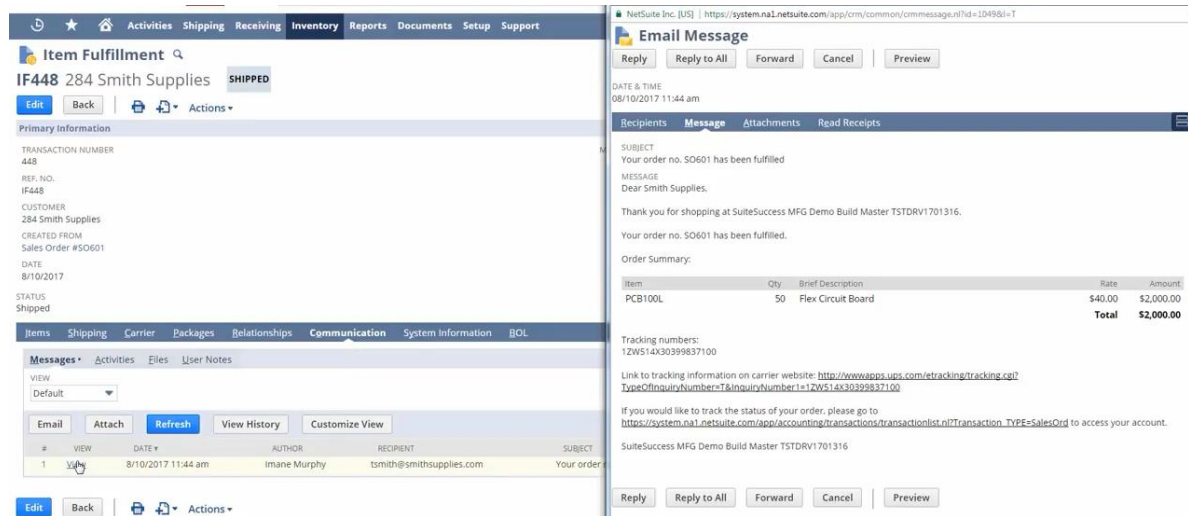 Activities Shipping Receiving Inventory Reports Documents Setup Support
Item Fulfillment
IF448 284 Smith Supplies SHIPPED
Edit Back Actions
Primary Information
TRANSACTION NUMBER
448
REF. NO.
IF448
CUSTOMER
284 Smith Supplies
CREATED FROM
Sales Order #SO601
DATE
8/10/2017
STATUS
Shipped
Items Shipping Carrier Packages Relationships Communication System Information BOL
Messages • Activities Files User Notes
VIEW
Default
Email Attach Refresh View History Customize View
# VIEW DATE AUTHOR RECIPIENT SUBJECT
1 View 8/10/2017 11:44 am Imane Murphy tsmith@smithsupplies.com Your order
Edit Back Actions
NetSuite Inc. [US] | https://system.na1.netsuite.com/app/crm/common/crmmessage.nl?id=1049&l=T
Email Message
Reply Reply to All Forward Cancel Preview
DATE & TIME
08/10/2017 11:44 am
Recipients Message Attachments Read Receipts
SUBJECT
Your order no. SO601 has been fulfilled
MESSAGE
Dear Smith Supplies,
Thank you for shopping at SuiteSuccess MFG Demo Build Master TSTDRV1701316.
Your order no. SO601 has been fulfilled.
Order Summary:
Item Qty Brief Description Rate Amount
PCB100L 50 Flex Circuit Board $40.00 $2,000.00
Total $2,000.00
Tracking numbers:
1ZW514X30399837100
Link to tracking information on carrier website: http://wwwapps.ups.com/etracking/tracking.cgi?
TypeOfInquiryNumber=T&InquiryNumber1=1ZW514X30399837100
If you would like to track the status of your order, please go to
https://system.na1.netsuite.com/app/accounting/transactions/transactionlist.nl?Transaction_TYPE=SalesOrd to access your account.
SuiteSuccess MFG Demo Build Master TSTDRV1701316
Reply Reply to All Forward Cancel Preview